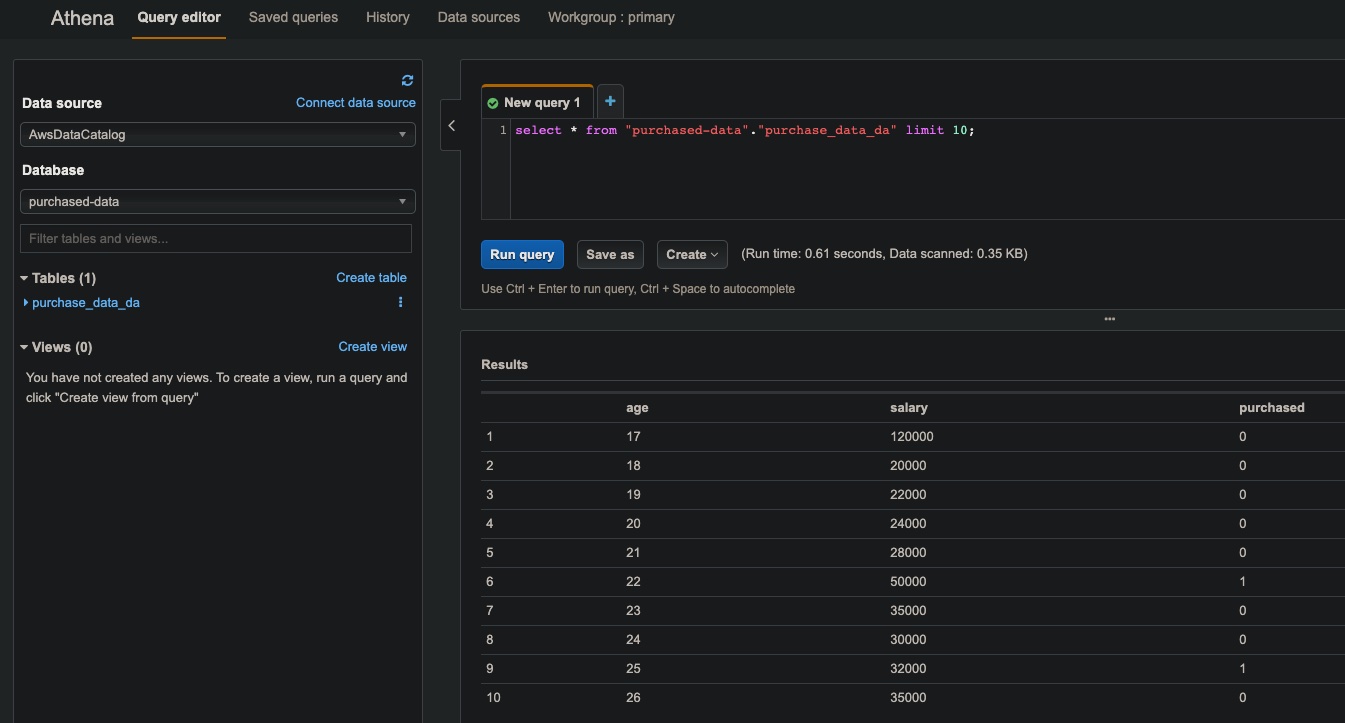 Athena Query editor Saved queries History Data sources Workgroup : primary
Data source Connect data source
AwsDataCatalog
Database
purchased-data
Filter tables and views...
Tables (1) Create table
purchase_data_da
Views (0) Create view
You have not created any views. To create a view, run a query and
click "Create view from query"
New query 1 +
1 select * from "purchased-data"."purchase_data_da" limit 10;
Run query Save as Create (Run time: 0.61 seconds, Data scanned: 0.35 KB)
Use Ctrl + Enter to run query, Ctrl + Space to autocomplete
Results
age salary purchased
1 17 120000 0
2 18 20000 0
3 19 22000 0
4 20 24000 0
5 21 28000 0
6 22 50000 1
7 23 35000 0
8 24 30000 0
9 25 32000 1
10 26 35000 0